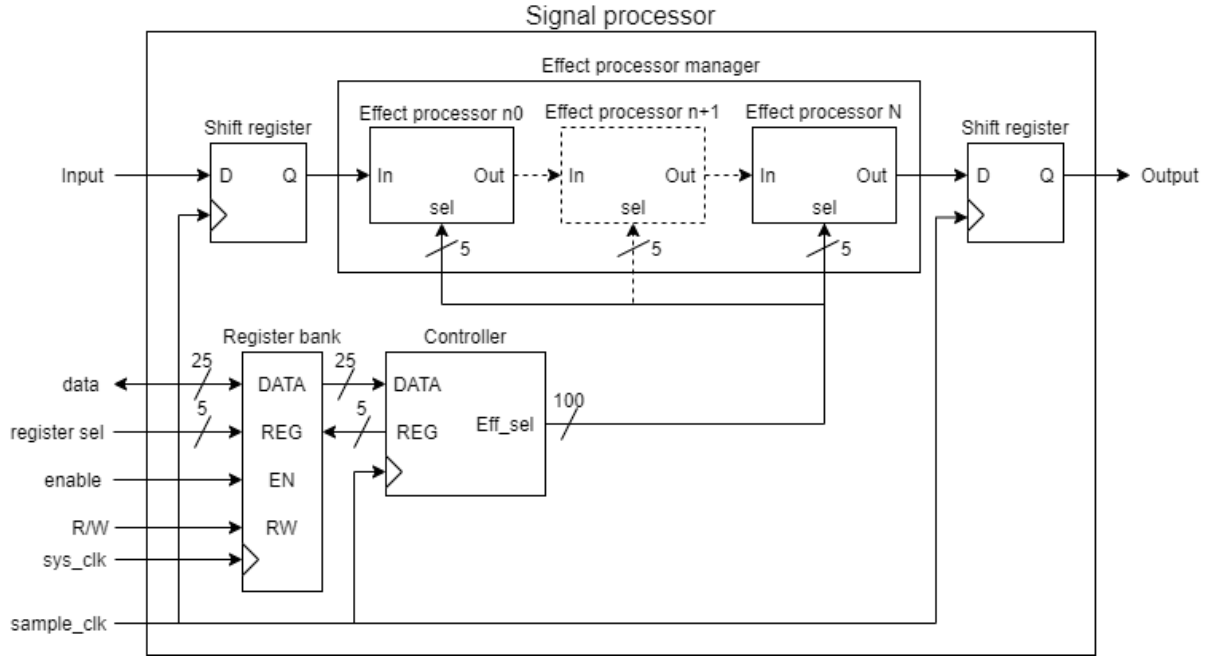 Signal processor
Effect processor manager
Effect processor n0
Effect processor n+1
Effect processor N
Shift register
Shift register
Input
D
Q
In
Out
In
Out
In
Out
D
Q
Output
sel
sel
sel
5
5
5
Register bank
Controller
data
25
DATA
25
DATA
register sel
5
REG
5
REG
Eff_sel
100
enable
EN
R/W
RW
sys_clk
sample_clk